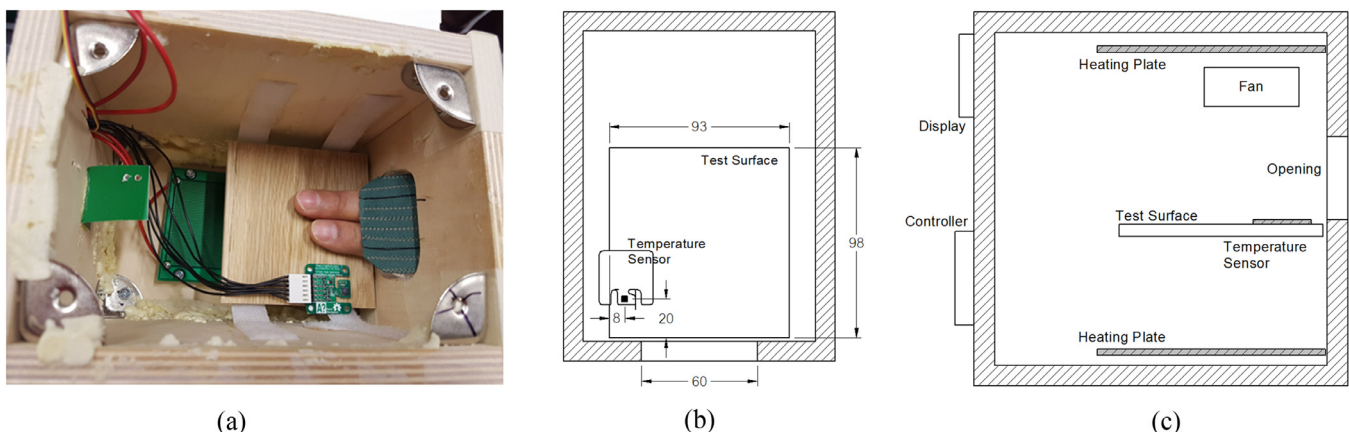 93
Test Surface
Temperature
Sensor
98
8
20
60
Heating Plate
Fan
Display
Opening
Controller
Test Surface
Temperature
Sensor
Heating Plate
(a)
(b)
(c)